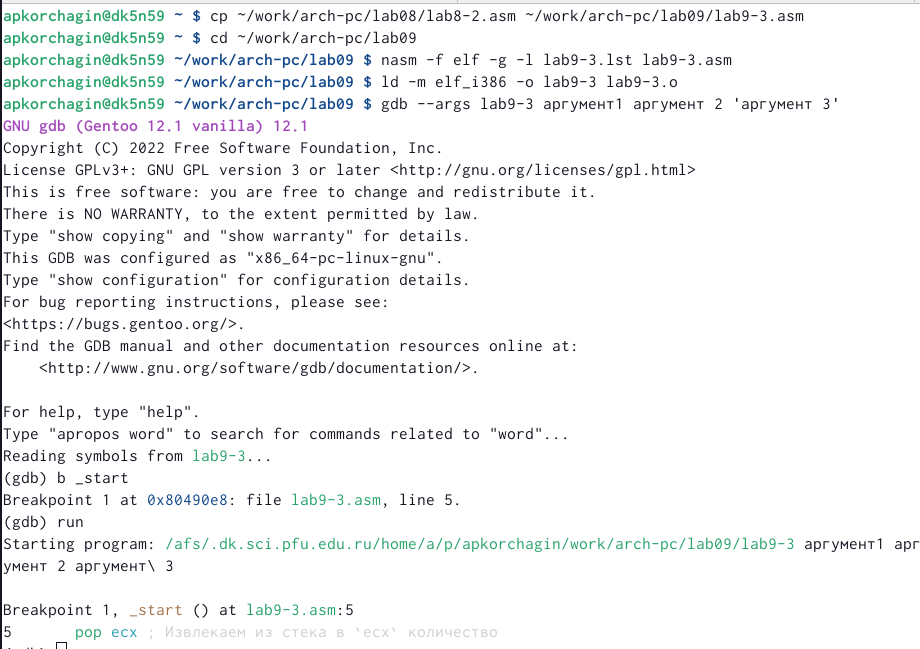 apkorchagin@dk5n59 ~ $ cp ~/work/arch-pc/lab08/lab8-2.asm ~/work/arch-pc/lab09/lab9-3.asm
apkorchagin@dk5n59 ~ $ cd ~/work/arch-pc/lab09
apkorchagin@dk5n59 ~/work/arch-pc/lab09 $ nasm -f elf -g -l lab9-3.lst lab9-3.asm
apkorchagin@dk5n59 ~/work/arch-pc/lab09 $ ld -m elf_i386 -o lab9-3 lab9-3.o
apkorchagin@dk5n59 ~/work/arch-pc/lab09 $ gdb --args lab9-3 аргумент1 аргумент 2 'аргумент 3'
GNU gdb (Gentoo 12.1 vanilla) 12.1
Copyright (C) 2022 Free Software Foundation, Inc.
License GPLv3+: GNU GPL version 3 or later <http://gnu.org/licenses/gpl.html>
This is free software: you are free to change and redistribute it.
There is NO WARRANTY, to the extent permitted by law.
Type "show copying" and "show warranty" for details.
This GDB was configured as "x86_64-pc-linux-gnu".
Type "show configuration" for configuration details.
For bug reporting instructions, please see:
<https://bugs.gentoo.org/>.
Find the GDB manual and other documentation resources online at:
    <http://www.gnu.org/software/gdb/documentation/>.

For help, type "help".
Type "apropos word" to search for commands related to "word"...
Reading symbols from lab9-3...
(gdb) b _start
Breakpoint 1 at 0x80490e8: file lab9-3.asm, line 5.
(gdb) run
Starting program: /afs/.dk.sci.pfu.edu.ru/home/a/p/apkorchagin/work/arch-pc/lab09/lab9-3 аргумент1 арг
умент 2 аргумент\ 3

Breakpoint 1, _start () at lab9-3.asm:5
5       pop ecx ; Извлекаем из стека в `ecx` количество